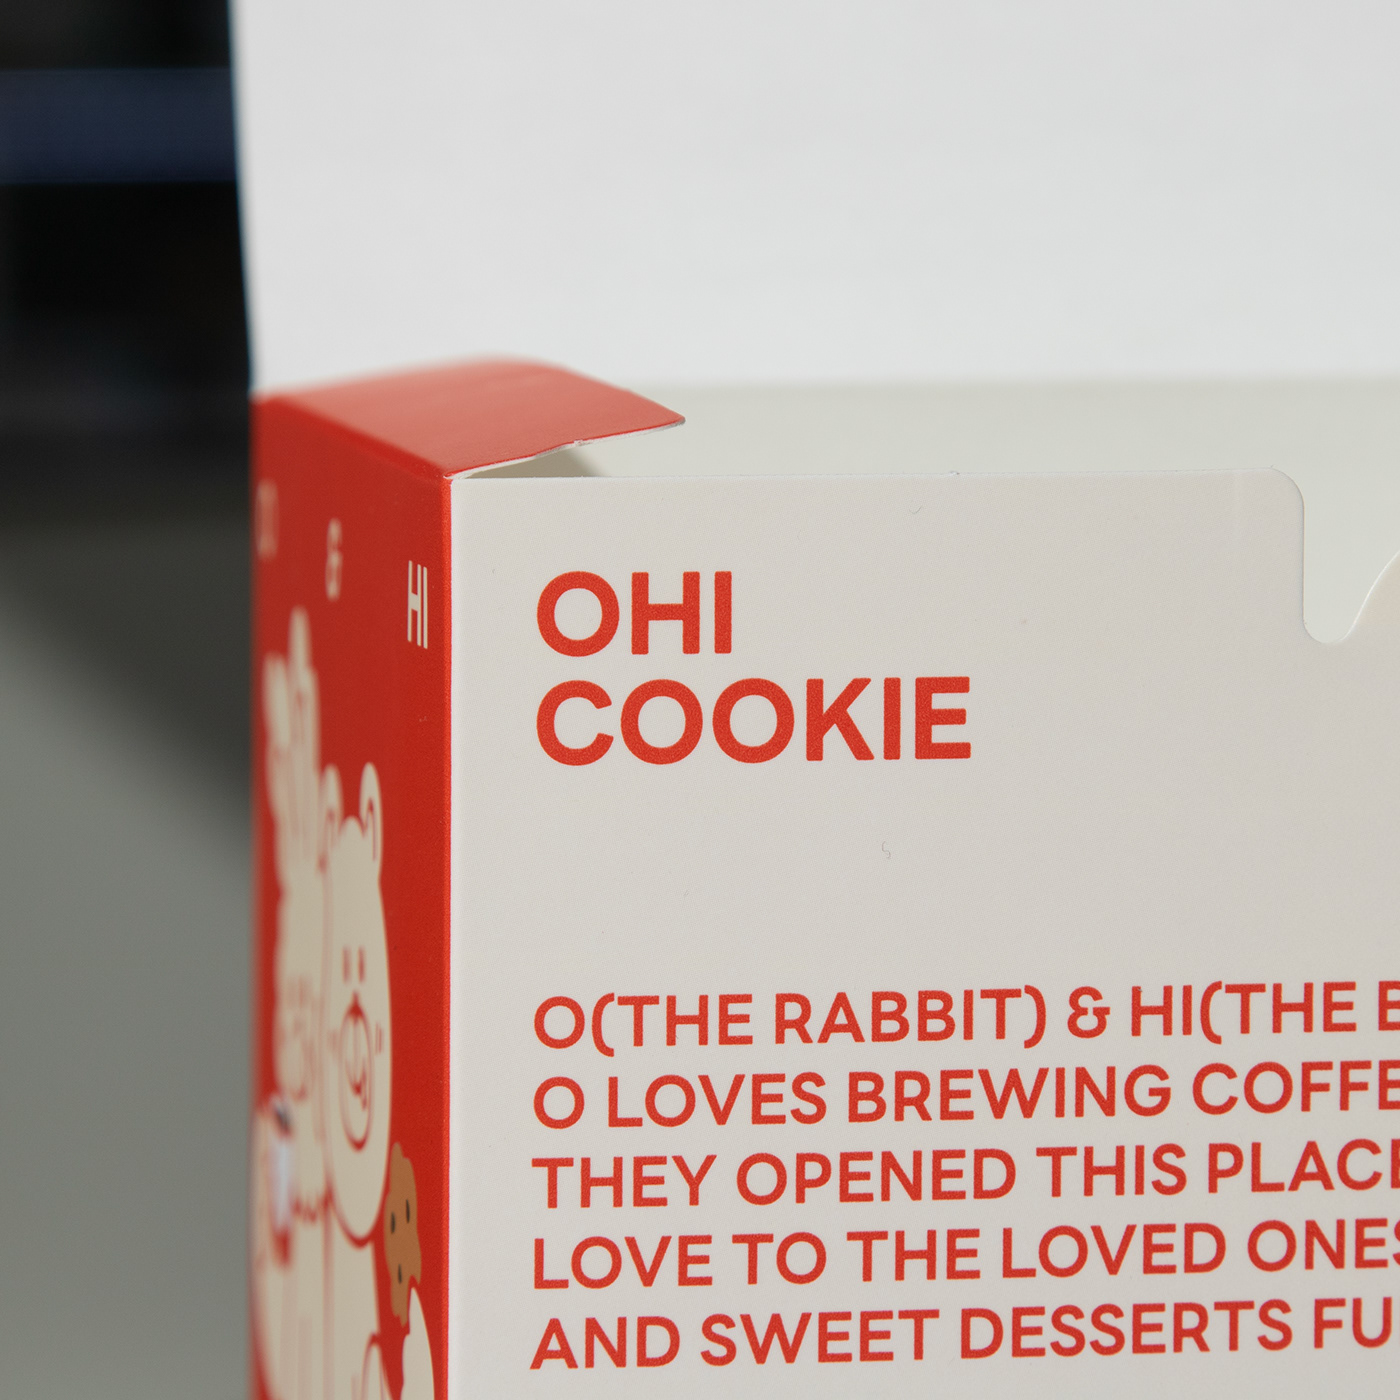 & HI
OHI
COOKIE
O(THE RABBIT) & HI(THE
O LOVES BREWING COFFE
THEY OPENED THIS PLACE
LOVE TO THE LOVED ONES
AND SWEET DESSERTS FU